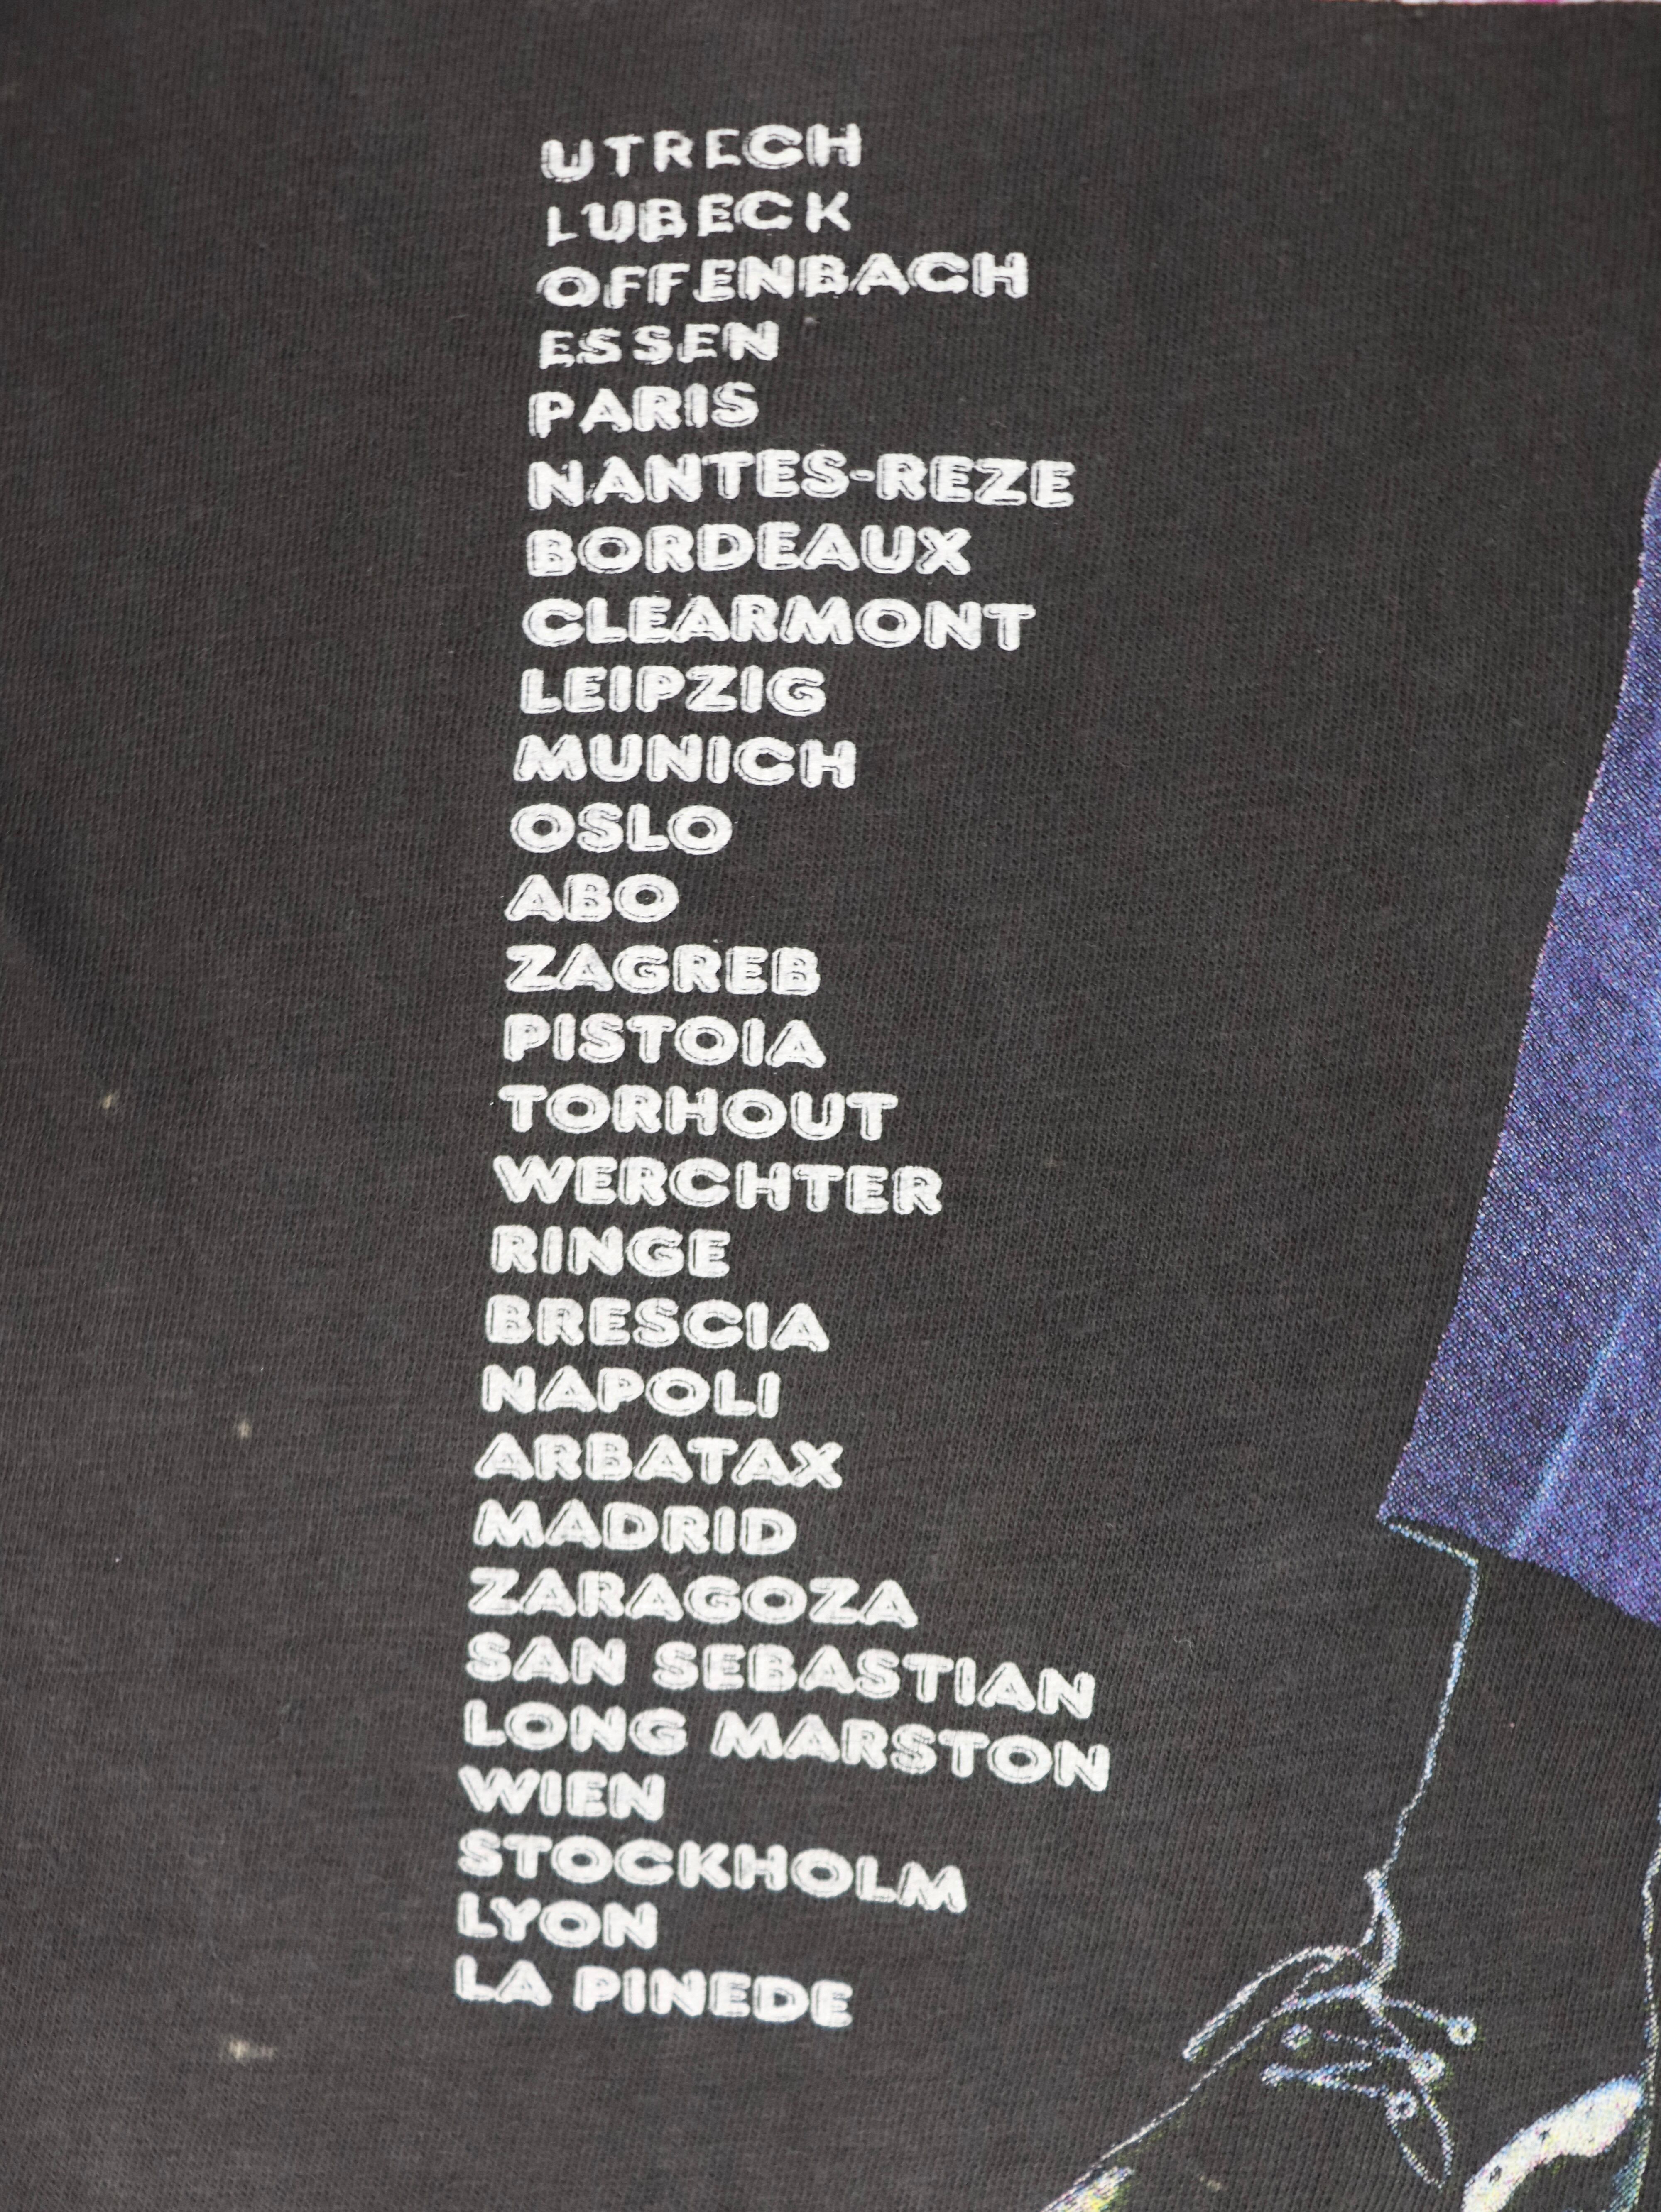 UTRECH
LUBECK
OFFENBACH
ESSEN
PARIS
NANTES-REZE
BORDEAUX
CLEARMONT
LEIPZIG
MUNICH
OSLO
ABO
ZAGREB
PISTOIA
TORHOUT
WERCHTER
RINGE
BRESCIA
NAPOLI
ARBATAX
MADRID
ZARAGOZA
SAN SEBASTIAN
LONG MARSTON
WIEN
STOCKHOLM
LYON
LA PINEDE